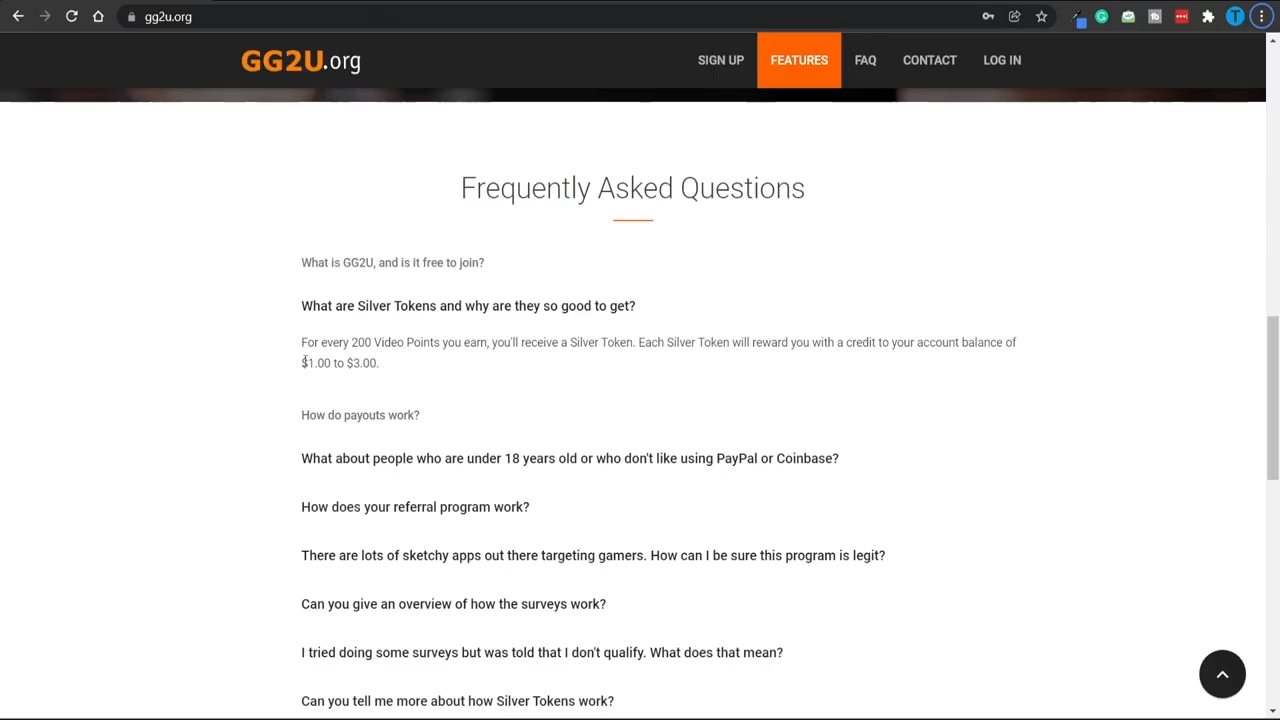 gg2u.org
GG2U.org
SIGN UP
FEATURES
FAQ
CONTACT
LOG IN
Frequently Asked Questions
What is GG2U, and is it free to join?
What are Silver Tokens and why are they so good to get?
For every 200 Video Points you earn, you'll receive a Silver Token. Each Silver Token will reward you with a credit to your account balance of
$1.00 to $3.00.
How do payouts work?
What about people who are under 18 years old or who don't like using PayPal or Coinbase?
How does your referral program work?
There are lots of sketchy apps out there targeting gamers. How can I be sure this program is legit?
Can you give an overview of how the surveys work?
I tried doing some surveys but was told that I don't qualify. What does that mean?
Can you tell me more about how Silver Tokens work?